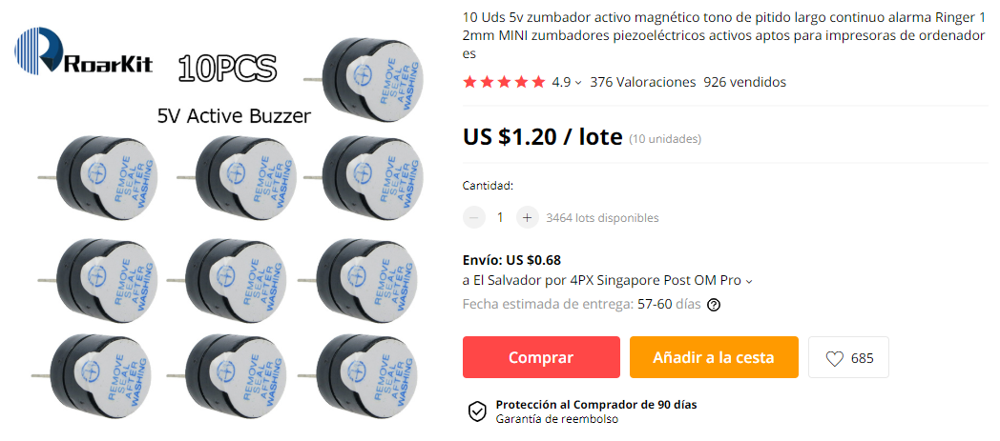 RoarKit
10PCS
5V Active Buzzer
REMOVE
SEAL
AFTER
WASHING
REMOVE
SEAL
AFTER
WASHING
REMOVE
SEAL
AFTER
WASHING
REMOVE
SEAL
AFTER
WASHING
REMOVE
SEAL
AFTER
WASHING
REMOVE
SEAL
AFTER
WASHING
REMOVE
SEAL
AFTER
WASHING
REMOVE
SEAL
AFTER
WASHING
REMOVE
SEAL
AFTER
WASHING
REMOVE
SEAL
AFTER
WASHING
10 Uds 5v zumbador activo magnético tono de pitido largo continuo alarma Ringer 1
2mm MINI zumbadores piezoeléctricos activos aptos para impresoras de ordenador
es
4.9 376 Valoraciones 926 vendidos
US $1.20 / lote (10 unidades)
Cantidad:
− 1 + 3464 lots disponibles
Envío: US $0.68
a El Salvador por 4PX Singapore Post OM Pro
Fecha estimada de entrega: 57-60 días ?
Comprar
Añadir a la cesta
685
Protección al Comprador de 90 días
Garantía de reembolso